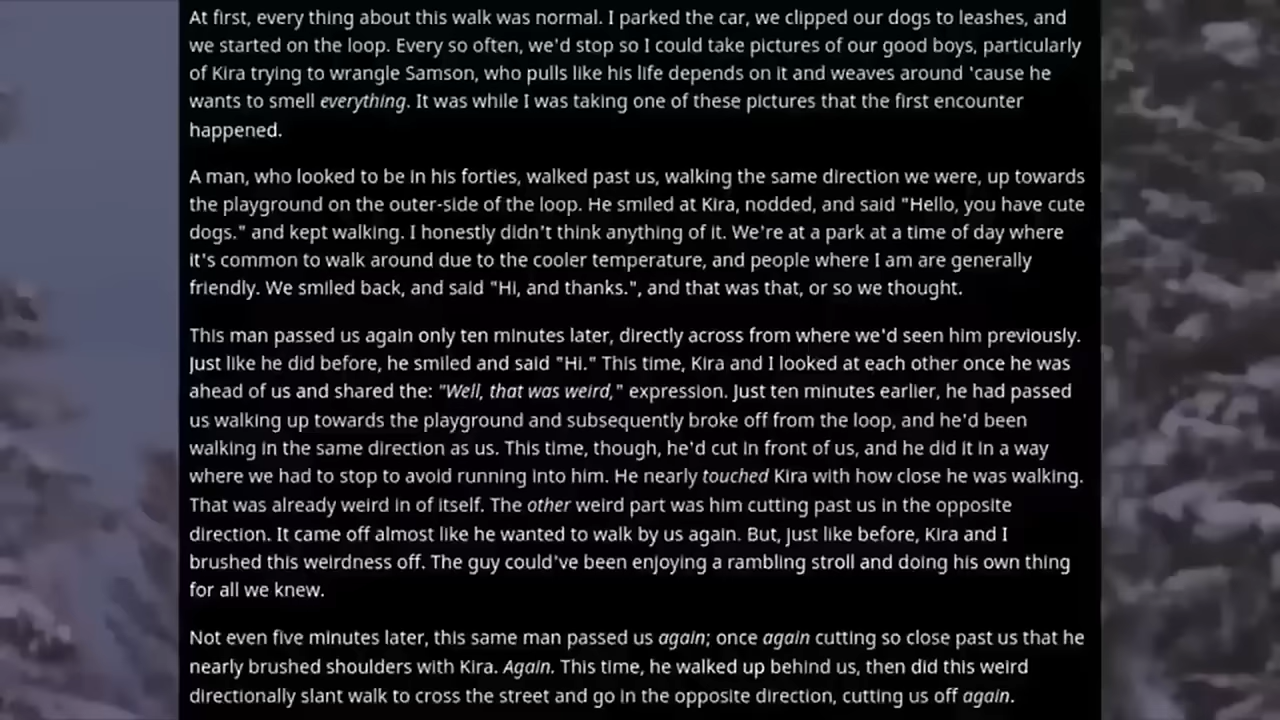 At first, every thing about this walk was normal. I parked the car, we clipped our dogs to leashes, and
we started on the loop. Every so often, we'd stop so I could take pictures of our good boys, particularly
of Kira trying to wrangle Samson, who pulls like his life depends on it and weaves around 'cause he
wants to smell everything. It was while I was taking one of these pictures that the first encounter
happened.
A man, who looked to be in his forties, walked past us, walking the same direction we were, up towards
the playground on the outer-side of the loop. He smiled at Kira, nodded, and said "Hello, you have cute
dogs." and kept walking. I honestly didn't think anything of it. We're at a park at a time of day where
it's common to walk around due to the cooler temperature, and people where I am are generally
friendly. We smiled back, and said "Hi, and thanks.", and that was that, or so we thought.
This man passed us again only ten minutes later, directly across from where we'd seen him previously.
Just like he did before, he smiled and said "Hi." This time, Kira and I looked at each other once he was
ahead of us and shared the: "Well, that was weird," expression. Just ten minutes earlier, he had passed
us walking up towards the playground and subsequently broke off from the loop, and he'd been
walking in the same direction as us. This time, though, he'd cut in front of us, and he did it in a way
where we had to stop to avoid running into him. He nearly touched Kira with how close he was walking.
That was already weird in of itself. The other weird part was him cutting past us in the opposite
direction. It came off almost like he wanted to walk by us again. But, just like before, Kira and I
brushed this weirdness off. The guy could've been enjoying a rambling stroll and doing his own thing
for all we knew.
Not even five minutes later, this same man passed us again; once again cutting so close past us that he
nearly brushed shoulders with Kira. Again. This time, he walked up behind us, then did this weird
directionally slant walk to cross the street and go in the opposite direction, cutting us off again.